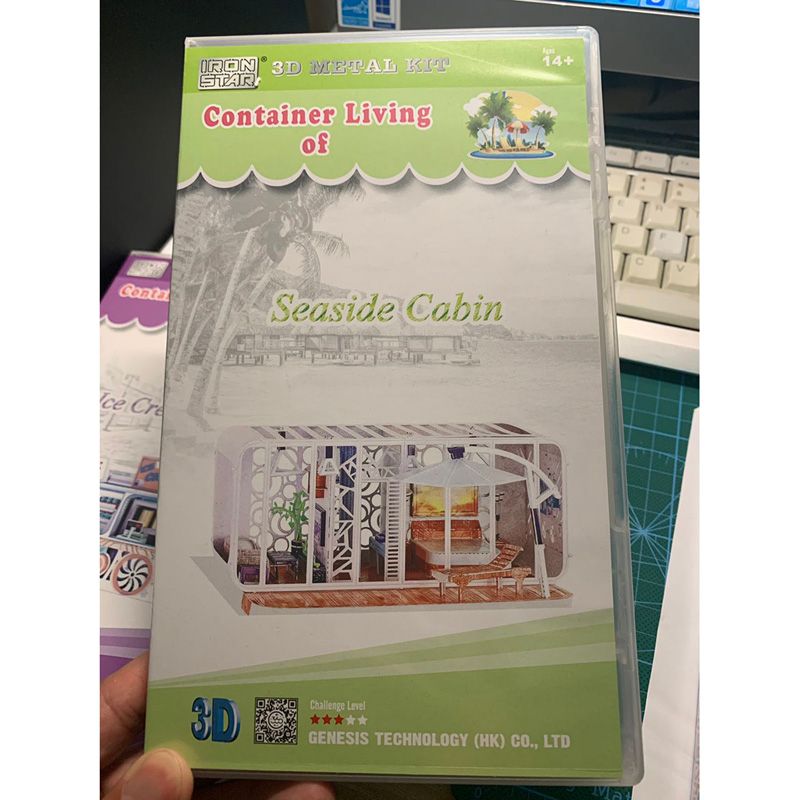 IRON
STAR
®
3D METAL KIT
Ages
14+
Container Living
of
Seaside Cabin
3D
Challenge Level
GENESIS TECHNOLOGY (HK) CO., LTD
Ice Cre